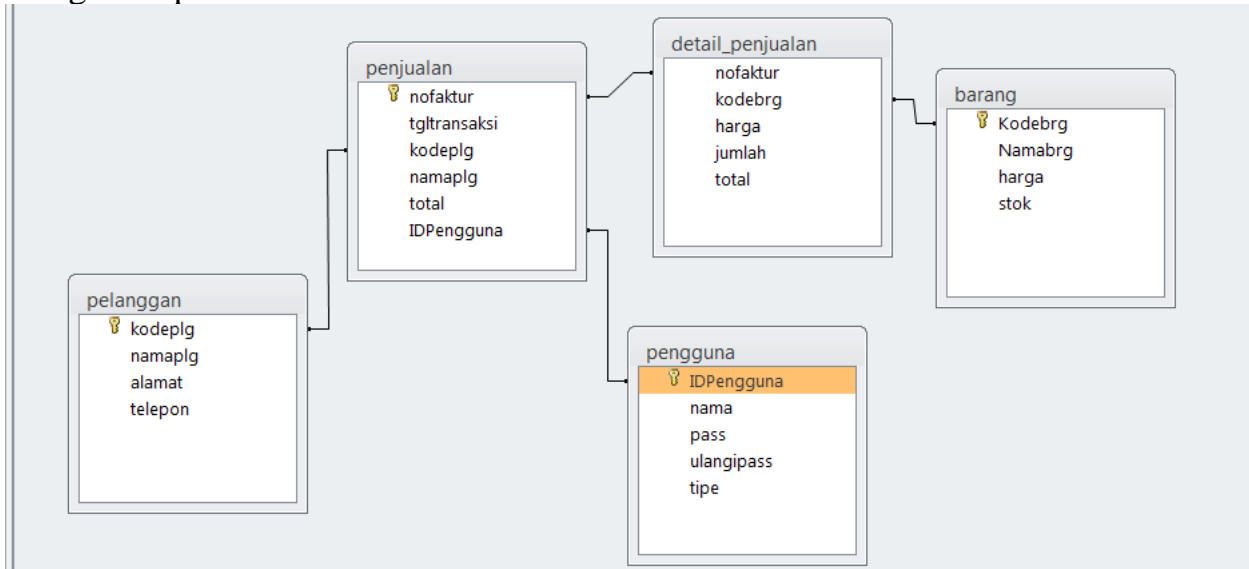 penjualan
nofaktur
tgltransaksi
kodeplg
namaplg
total
IDPengguna
detail_penjualan
nofaktur
kodebrg
harga
jumlah
total
barang
Kodebrg
Namabrg
harga
stok
pelanggan
kodeplg
namaplg
alamat
telepon
pengguna
IDPengguna
nama
pass
ulangipass
tipe